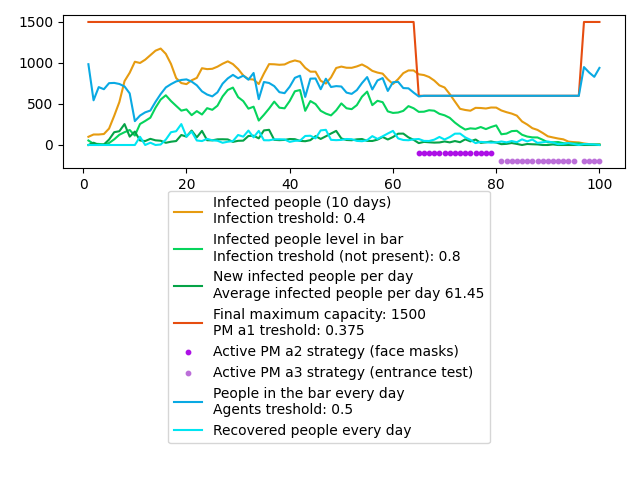 1500
1000
500
0
0 20 40 60 80 100
Infected people (10 days)
Infection treshold: 0.4
Infected people level in bar
Infection treshold (not present): 0.8
New infected people per day
Average infected people per day 61.45
Final maximum capacity: 1500
PM a1 treshold: 0.375
Active PM a2 strategy (face masks)
Active PM a3 strategy (entrance test)
People in the bar every day
Agents treshold: 0.5
Recovered people every day